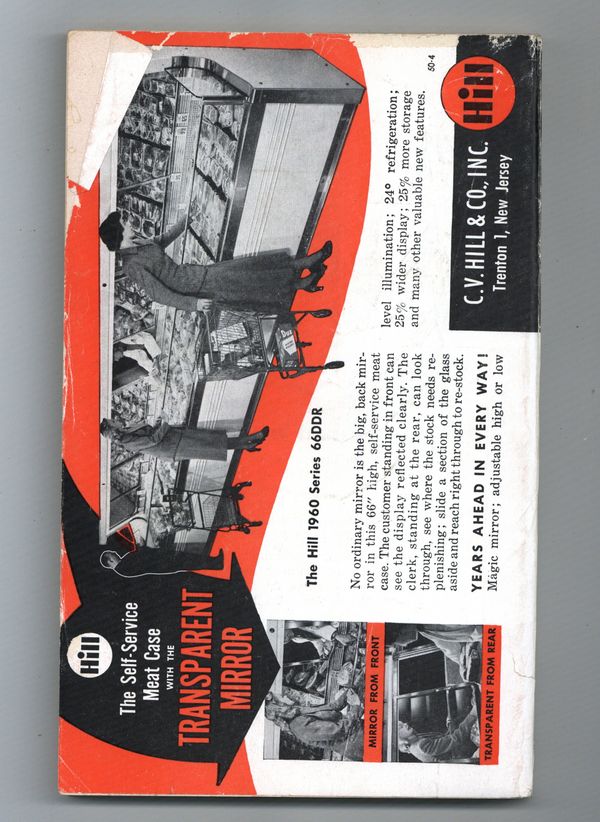 Hill
The Self-Service
Meat Case
WITH THE
TRANSPARENT
MIRROR
MIRROR FROM FRONT
TRANSPARENT FROM REAR
The Hill 1960 Series 66DDR
No ordinary mirror is the big, back mir-
ror in this 66″ high, self-service meat
case. The customer standing in front can
see the display reflected clearly. The
clerk, standing at the rear, can look
through, see where the stock needs re-
plenishing; slide a section of the glass
aside and reach right through to re-stock.
YEARS AHEAD IN EVERY WAY!
Magic mirror; adjustable high or low
level illumination; 24° refrigeration;
25% wider display; 25% more storage
and many other valuable new features.
50-4
Hill
C.V. HILL & CO., INC.
Trenton 1, New Jersey